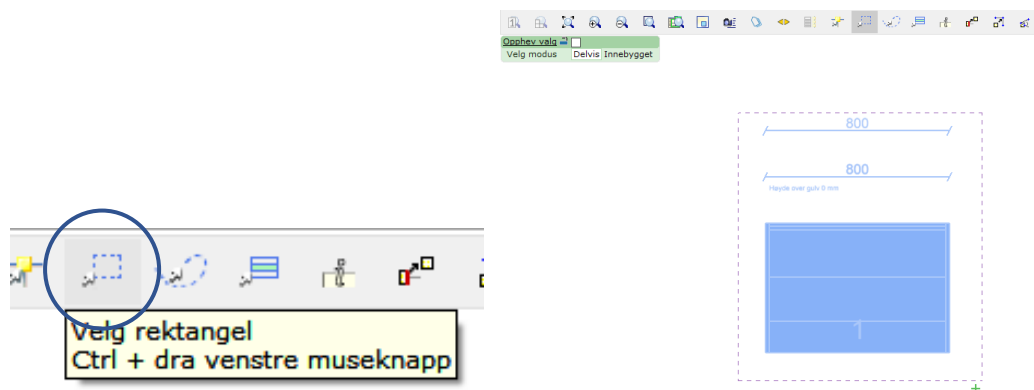 Opphev valg
Velg modus Delvis Innebygget
800
800
Høyde over gulv 0 mm
1
Velg rektangel
Ctrl + dra venstre museknapp